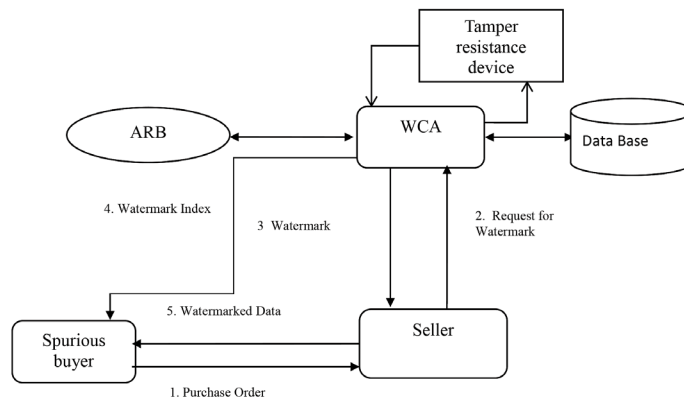 Tamper
resistance
device
ARB
WCA
Data Base
4. Watermark Index
3 Watermark
2. Request for
Watermark
5. Watermarked Data
Spurious
buyer
Seller
1. Purchase Order